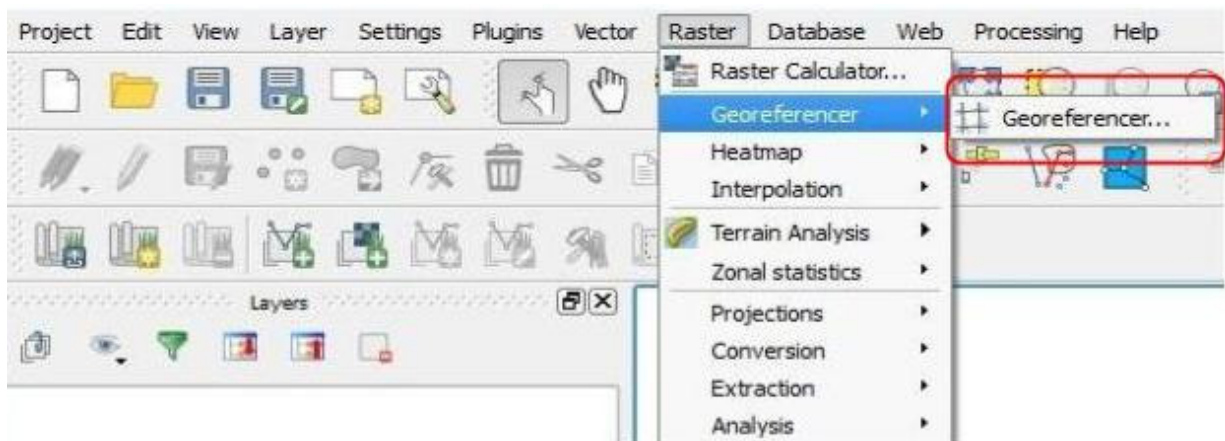 Project Edit View Layer Settings Plugins Vector Raster Database Web Processing Help
Raster Calculator...
Georeferencer
Georeferencer...
Heatmap
Interpolation
Terrain Analysis
Zonal statistics
Layers
Projections
Conversion
Extraction
Analysis